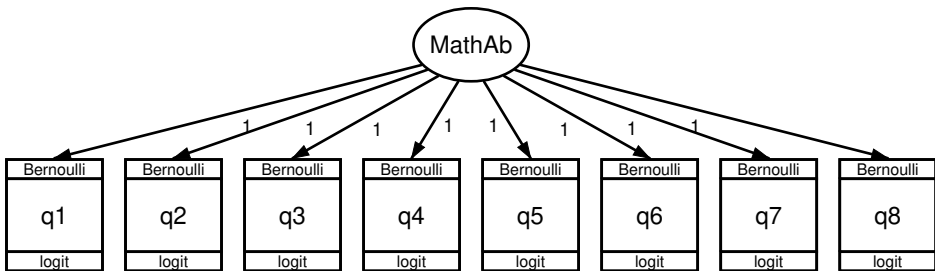 MathAb
1 1 1 1 1 1 1 1
Bernoulli Bernoulli Bernoulli Bernoulli Bernoulli Bernoulli Bernoulli Bernoulli
q1 q2 q3 q4 q5 q6 q7 q8
logit logit logit logit logit logit logit logit